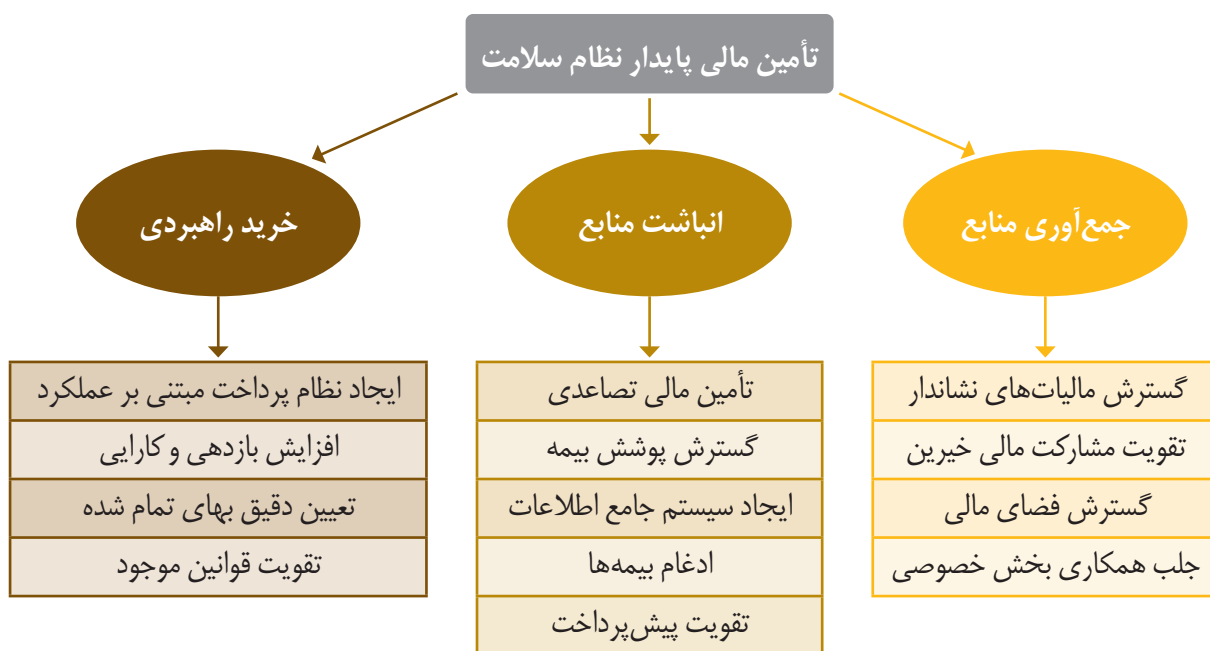 تأمین مالی پایدار نظام سلامت
جمع‌آوری منابع
گسترش مالیات‌های نشاندار
تقویت مشارکت مالی خیرین
گسترش فضای مالی
جلب همکاری بخش خصوصی
انباشت منابع
تأمین مالی تصاعدی
گسترش پوشش بیمه
ایجاد سیستم جامع اطلاعات
ادغام بیمه‌ها
تقویت پیش‌پرداخت
خرید راهبردی
ایجاد نظام پرداخت مبتنی بر عملکرد
افزایش بازدهی و کارایی
تعیین دقیق بهای تمام شده
تقویت قوانین موجود